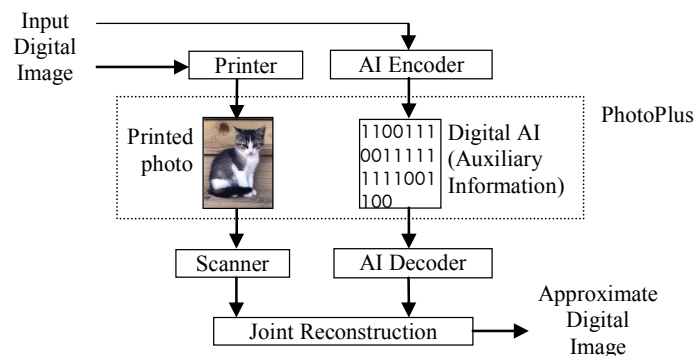 Input
Digital
Image
Printer
AI Encoder
PhotoPlus
Printed
photo
1100111
0011111
1111001
100
Digital AI
(Auxiliary
Information)
Scanner
AI Decoder
Joint Reconstruction
Approximate
Digital
Image